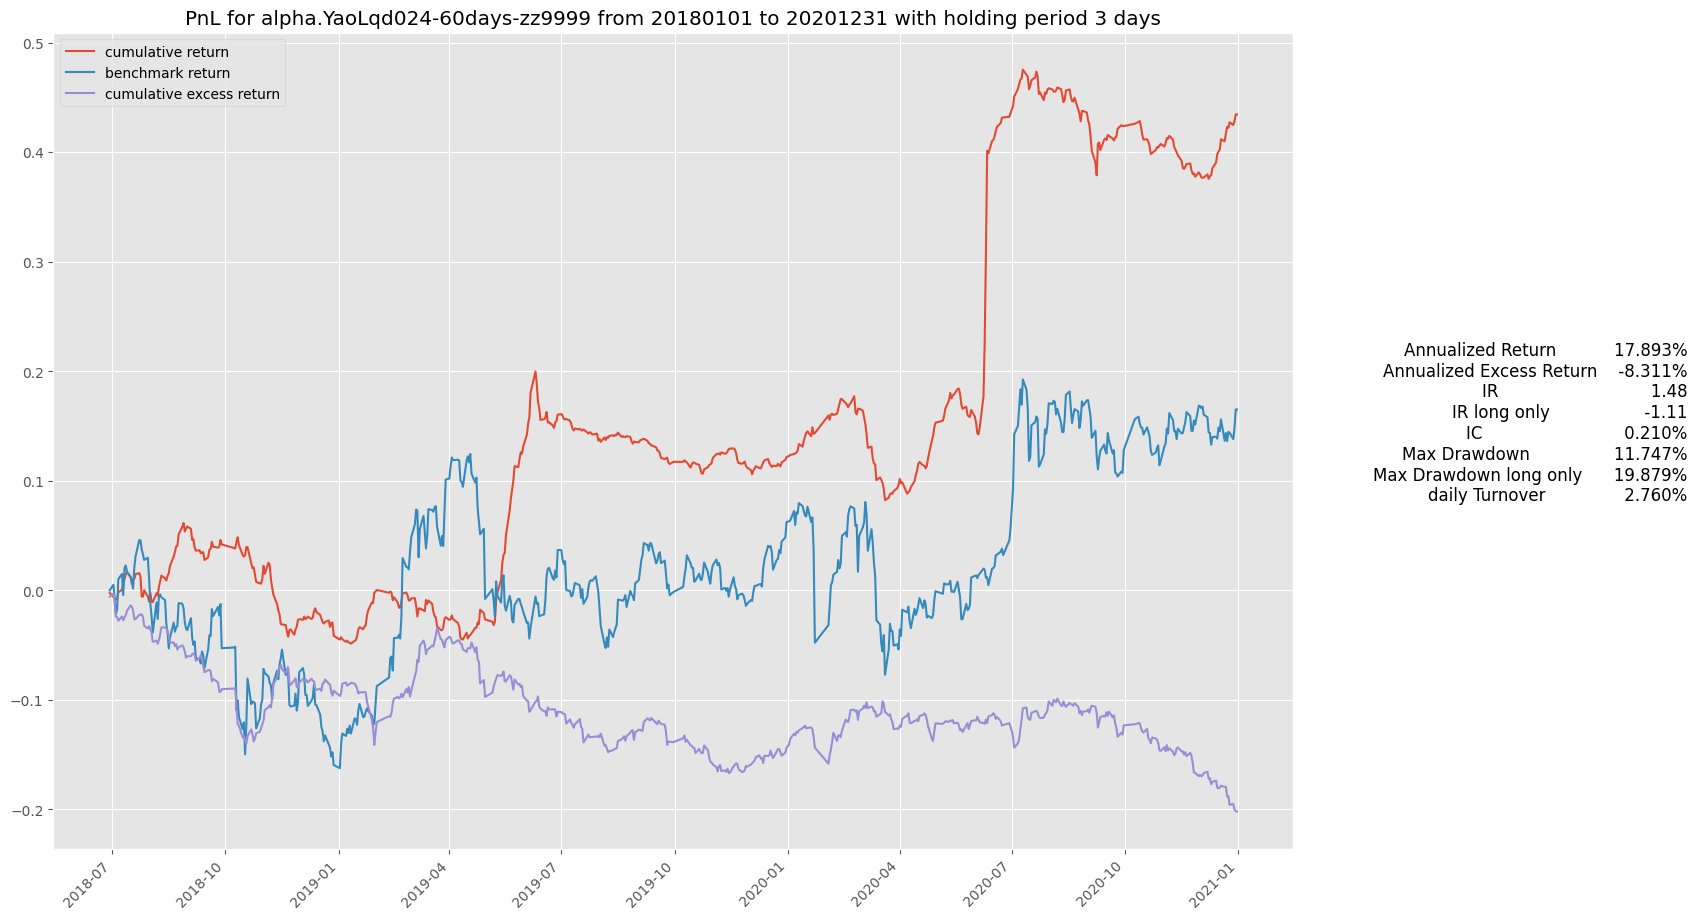 PnL for alpha.YaoLqd024-60days-zz9999 from 20180101 to 20201231 with holding period 3 days
cumulative return
benchmark return
cumulative excess return
0.5
0.4
0.3
0.2
0.1
0.0
−0.1
−0.2
2018-07
2018-10
2019-01
2019-04
2019-07
2019-10
2020-01
2020-04
2020-07
2020-10
2021-01
Annualized Return 17.893%
Annualized Excess Return -8.311%
IR 1.48
IR long only -1.11
IC 0.210%
Max Drawdown 11.747%
Max Drawdown long only 19.879%
daily Turnover 2.760%